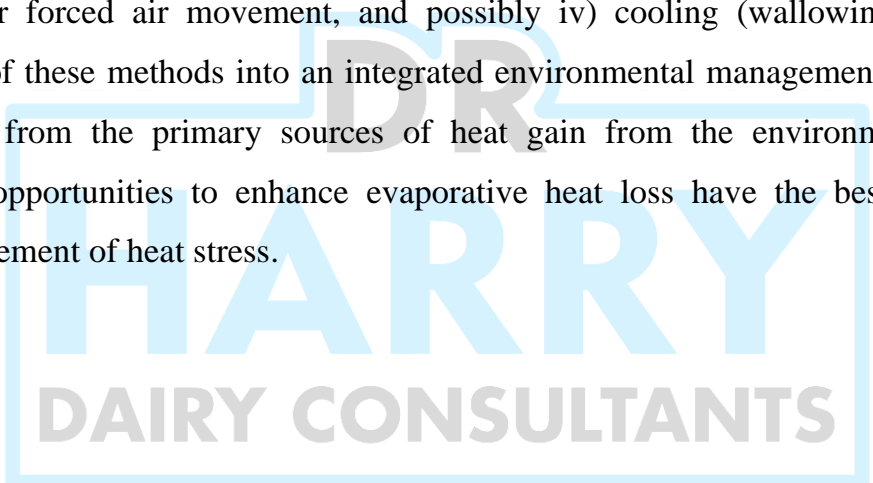 r forced air movement, and possibly iv) cooling (wallowin
of these methods into an integrated environmental managemen
from the primary sources of heat gain from the environm
opportunities to enhance evaporative heat loss have the bes
ement of heat stress.
DR
HARRY
DAIRY CONSULTANTS